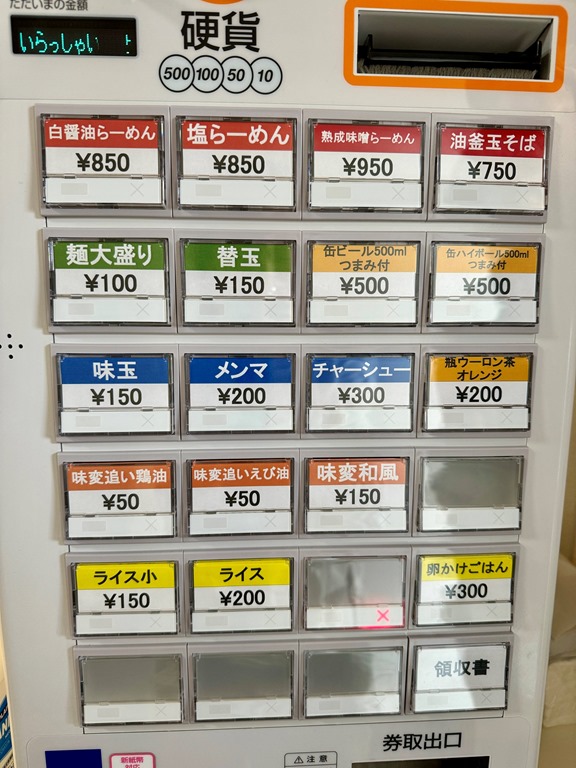 ただいまの金額
いらっしゃい
硬貨
500 100 50 10
白醤油らーめん
¥850
塩らーめん
¥850
熟成味噌らーめん
¥950
油釜玉そば
¥750
麺大盛り
¥100
替玉
¥150
缶ビール500ml
つまみ付
¥500
缶ハイボール500ml
つまみ付
¥500
味玉
¥150
メンマ
¥200
チャーシュー
¥300
瓶ウーロン茶
オレンジ
¥200
味変追い鶏油
¥50
味変追いえび油
¥50
味変和風
¥150
ライス小
¥150
ライス
¥200
卵かけごはん
¥300
領収書
券取出口
新紙幣
対応
注意